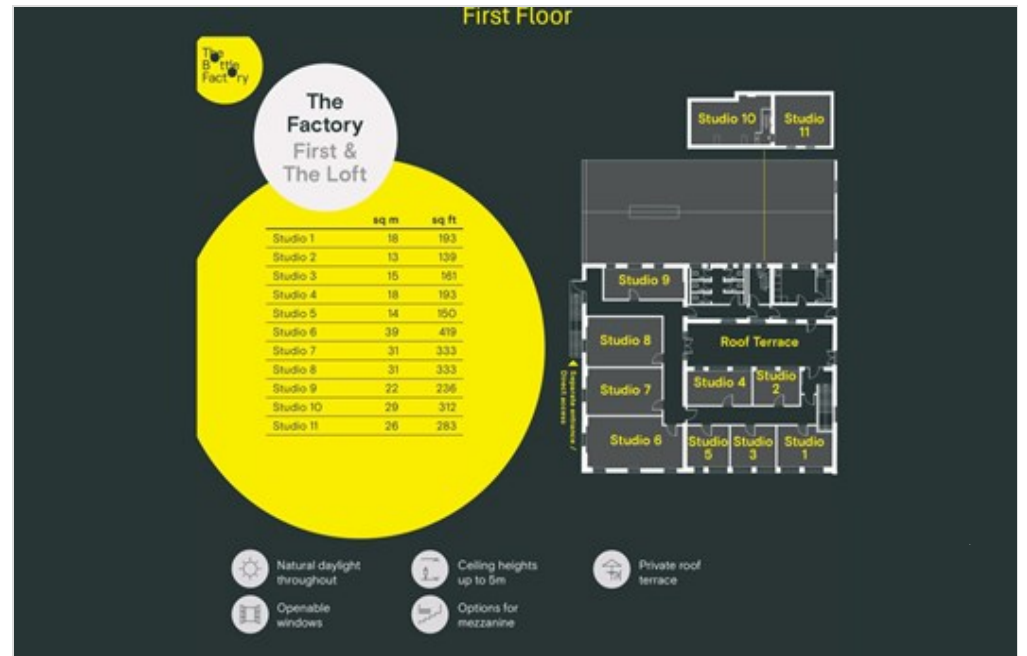 First Floor
The
Bottle
Factory
The
Factory
First &
The Loft
sq m sq ft
Studio 1 18 193
Studio 2 13 139
Studio 3 15 161
Studio 4 18 193
Studio 5 14 150
Studio 6 39 419
Studio 7 31 333
Studio 8 31 333
Studio 9 22 236
Studio 10 29 312
Studio 11 26 283
Studio 10
Studio
11
Studio 9
Studio 8
Roof Terrace
Separate entrance /
Direct access
Studio 7
Studio 4
Studio
2
Studio 6
Studio
5
Studio
3
Studio
1
Natural daylight
throughout
Ceiling heights
up to 5m
Private roof
terrace
Openable
windows
Options for
mezzanine